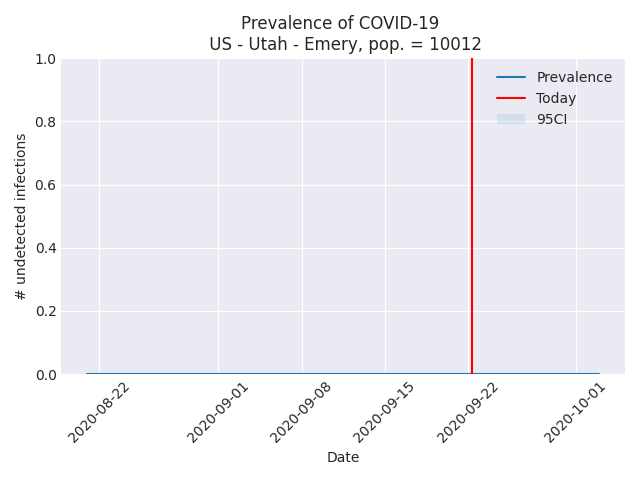 Prevalence of COVID-19
US - Utah - Emery, pop. = 10012
1.0
0.8
0.6
0.4
0.2
0.0
# undetected infections
Prevalence
Today
95CI
2020-08-22
2020-09-01
2020-09-08
2020-09-15
2020-09-22
2020-10-01
Date